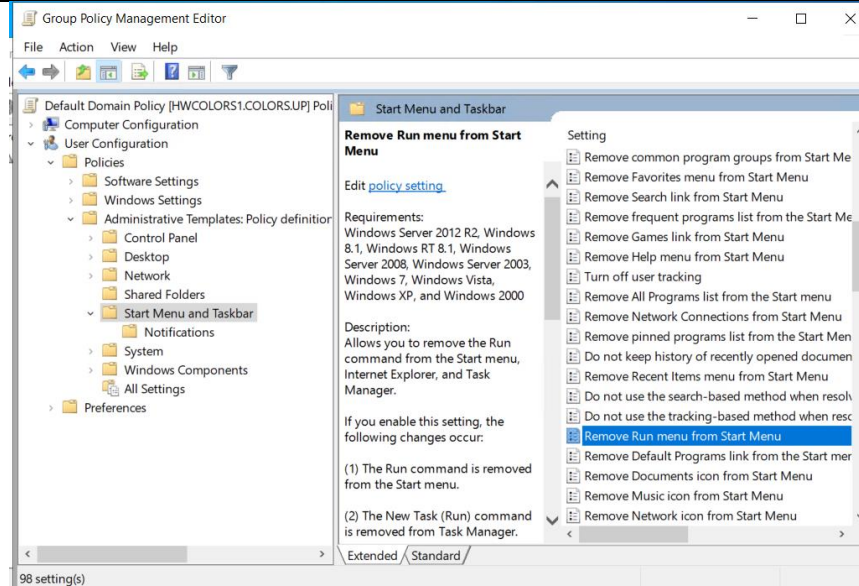 Group Policy Management Editor
File Action View Help
Default Domain Policy [HWCOLORS1.COLORS.UP] Poli
Computer Configuration
User Configuration
Policies
Software Settings
Windows Settings
Administrative Templates: Policy definition
Control Panel
Desktop
Network
Shared Folders
Start Menu and Taskbar
Notifications
System
Windows Components
All Settings
Preferences
Start Menu and Taskbar
Remove Run menu from Start
Menu
Edit policy setting
Requirements:
Windows Server 2012 R2, Windows
8.1, Windows RT 8.1, Windows
Server 2008, Windows Server 2003,
Windows 7, Windows Vista,
Windows XP, and Windows 2000
Description:
Allows you to remove the Run
command from the Start menu,
Internet Explorer, and Task
Manager.
If you enable this setting, the
following changes occur:
(1) The Run command is removed
from the Start menu.
(2) The New Task (Run) command
is removed from Task Manager.
Setting
Remove common program groups from Start Me
Remove Favorites menu from Start Menu
Remove Search link from Start Menu
Remove frequent programs list from the Start Me
Remove Games link from Start Menu
Remove Help menu from Start Menu
Turn off user tracking
Remove All Programs list from the Start menu
Remove Network Connections from Start Menu
Remove pinned programs list from the Start Men
Do not keep history of recently opened documen
Remove Recent Items menu from Start Menu
Do not use the search-based method when resolv
Do not use the tracking-based method when resc
Remove Run menu from Start Menu
Remove Default Programs link from the Start mer
Remove Documents icon from Start Menu
Remove Music icon from Start Menu
Remove Network icon from Start Menu
Extended Standard
98 setting(s)